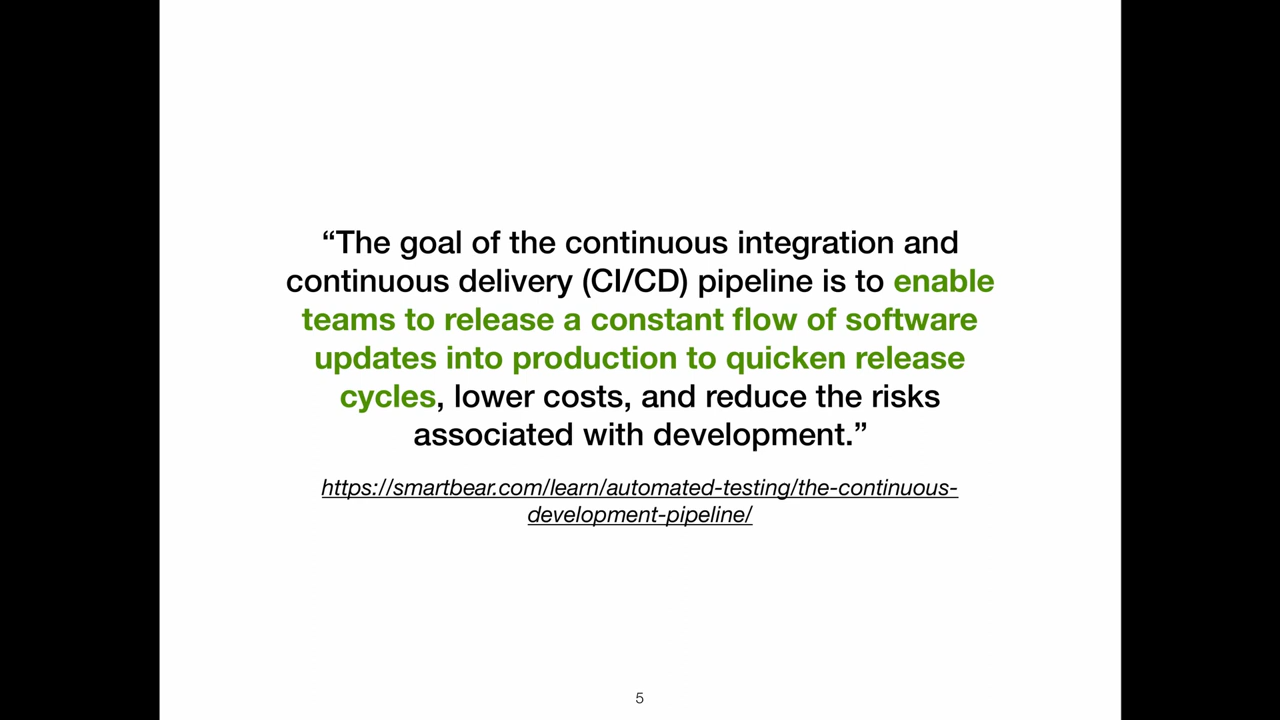 “The goal of the continuous integration and
continuous delivery (CI/CD) pipeline is to enable
teams to release a constant flow of software
updates into production to quicken release
cycles, lower costs, and reduce the risks
associated with development.”
https://smartbear.com/learn/automated-testing/the-continuous-
development-pipeline/
5